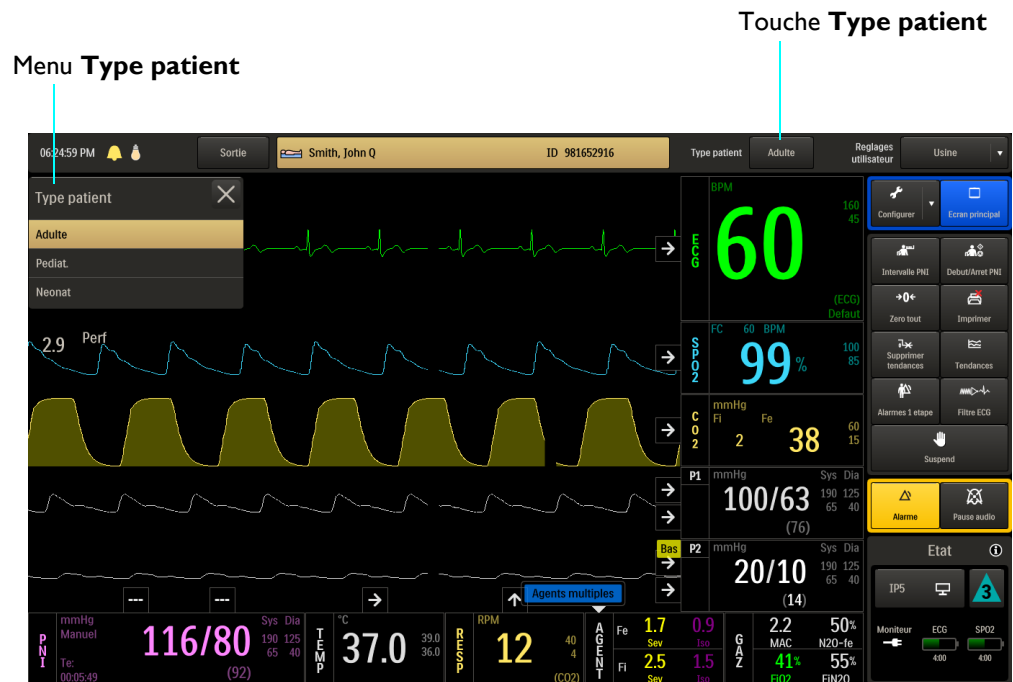 Touche Type patient
Menu Type patient
06:24:59 PM
Sortie
Smith, John Q
ID 981652916
Type patient
Adulte
Reglages
utilisateur
Usine
Type patient
Adulte
Pediat.
Neonat
ECG
BPM
60
160
45
(ECG)
Defaut
2.9 Perf
SPO2
FC 60 BPM
99%
100
85
CO2
mmHg
Fi Fe
2 38
60
15
P1 mmHg Sys Dia
100/63
190 125
65 40
(76)
Bas
P2 mmHg Sys Dia
20/10
190 125
65 40
(14)
--- ---
Agents multiples
PNI
mmHg
Manuel
116/80
Sys Dia
190 125
65 40
Te:
00:05:49
(92)
TEMP
°C
37.0
39.0
36.0
RESP
RPM
12
40
4
(CO2)
AGENT
Fe 1.7 0.9
Sev Iso
Fi 2.5 1.5
Sev Iso
GAZ
2.2 50%
MAC N2O-fe
41% 55%
FiO2 FiN2O
Configurer
Ecran principal
Intervalle PNI
Debut/Arret PNI
→0←
Zero tout
Imprimer
Supprimer
tendances
Tendances
Alarmes 1 etape
Filtre ECG
Suspend
Alarme
Pause audio
Etat
IP5
3
Moniteur ECG SPO2
4:00 4:00